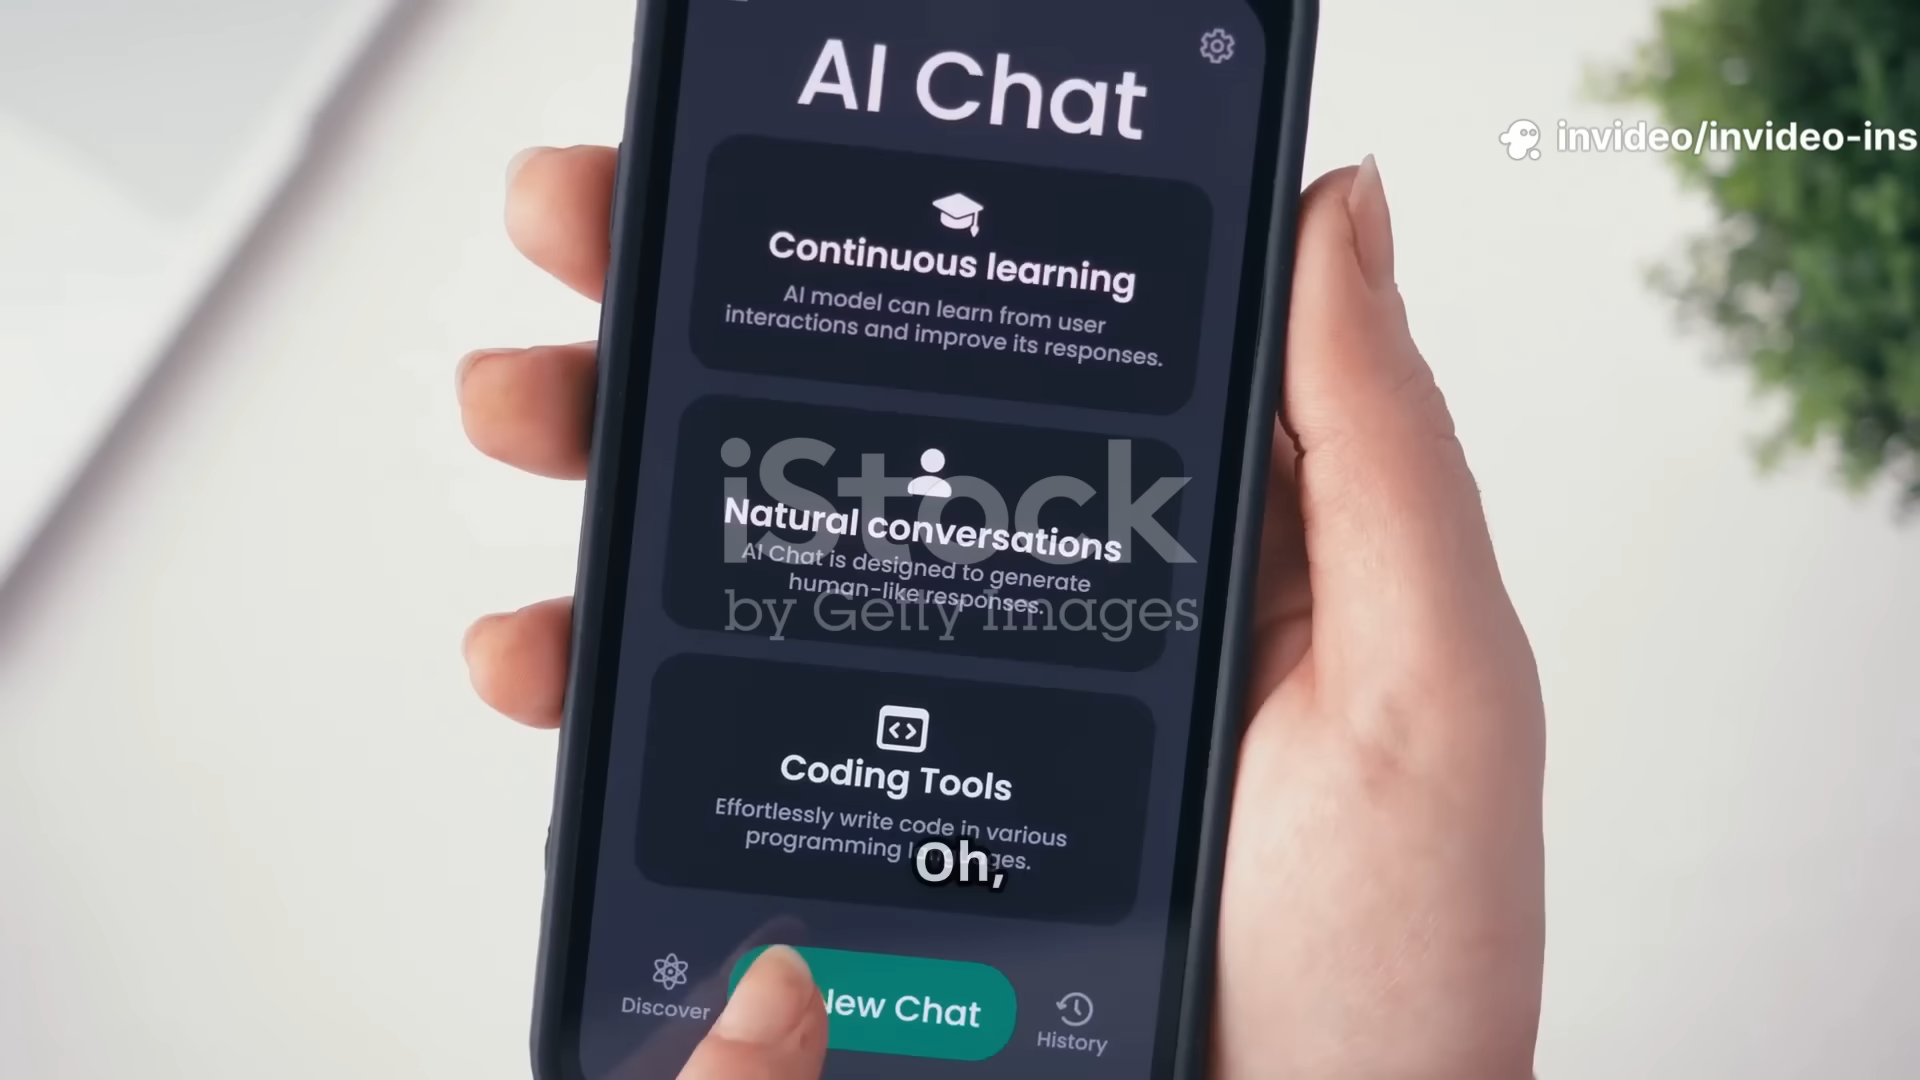 AI Chat
invideo/invideo-ins
Continuous learning
AI model can learn from user
interactions and improve its responses.
iStock
by Getty Images
Natural conversations
AI Chat is designed to generate
human-like responses.
Coding Tools
Effortlessly write code in various
programming
Oh,
Discover
New Chat
History